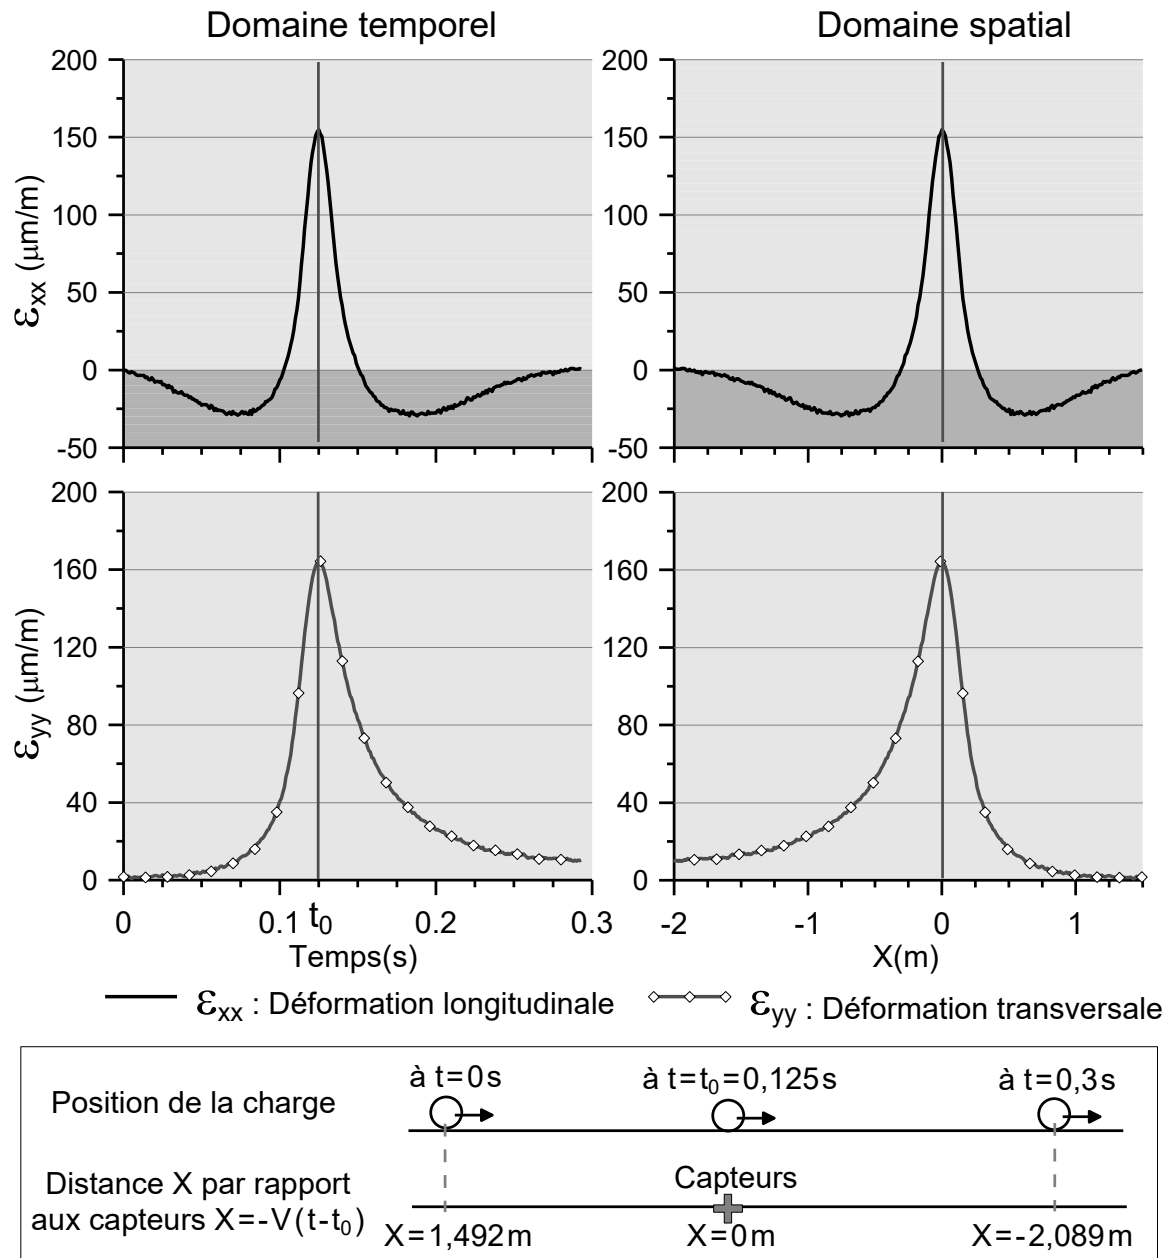 Domaine temporel
Domaine spatial
200
150
100
50
0
-50
εxx (μm/m)
200
150
100
50
0
-50
200
160
120
80
40
0
εyy (μm/m)
0 0.1 t0 0.2 0.3
Temps(s)
200
160
120
80
40
0
-2 -1 0 1
X(m)
εxx : Déformation longitudinale
εyy : Déformation transversale
Position de la charge
à t=0s
à t=t0=0,125s
à t=0,3s
Distance X par rapport
aux capteurs X=-V(t-t0)
Capteurs
X=1,492m
X=0m
X=-2,089m